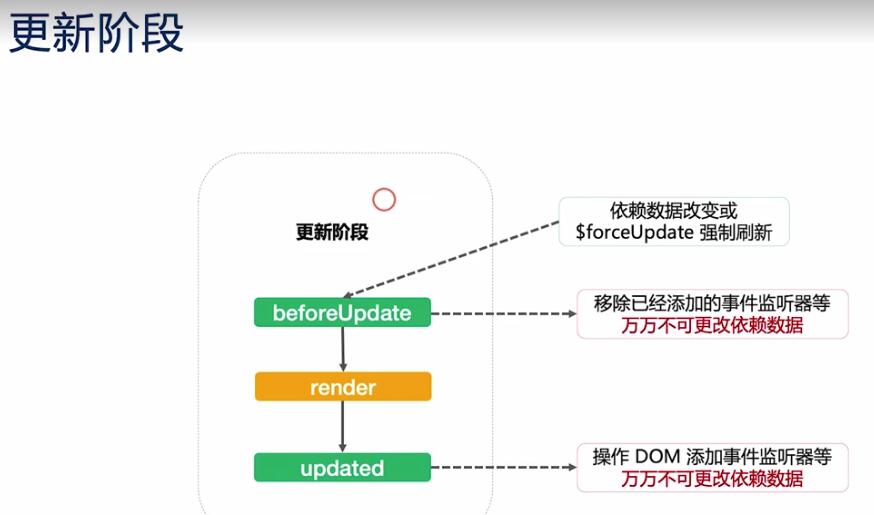 更新阶段
更新阶段
依赖数据改变或
$forceUpdate 强制刷新
beforeUpdate
移除已经添加的事件监听器等
万万不可更改依赖数据
render
updated
操作 DOM 添加事件监听器等
万万不可更改依赖数据